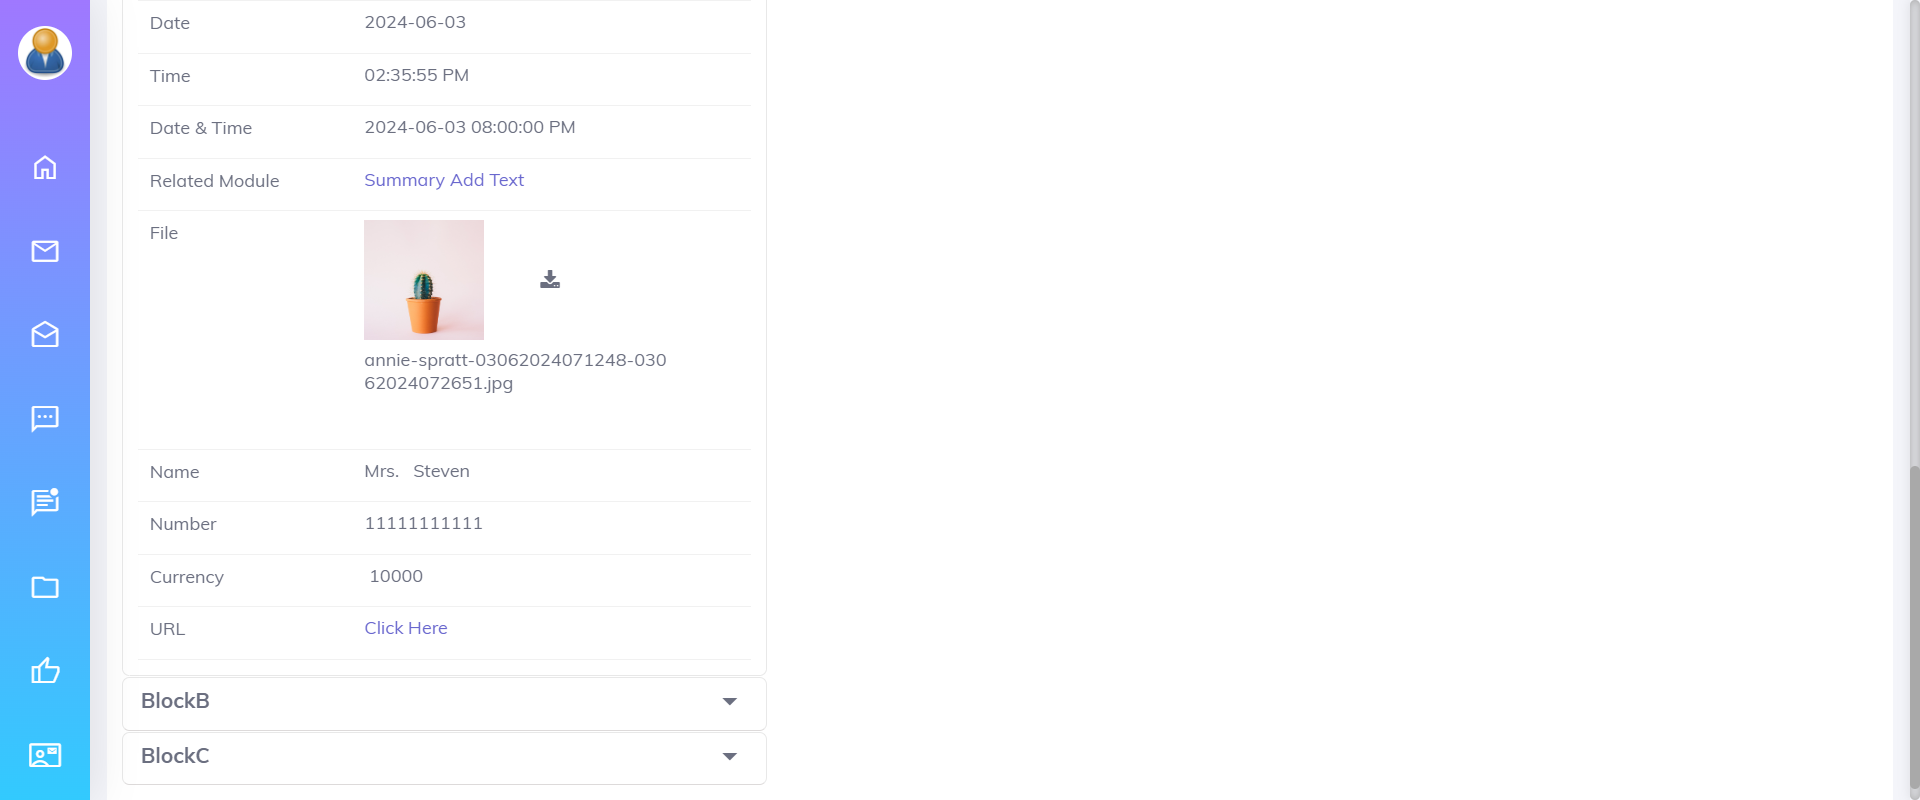 Date 2024-06-03
Time 02:35:55 PM
Date & Time 2024-06-03 08:00:00 PM
Related Module Summary Add Text
File
annie-spratt-03062024071248-030
62024072651.jpg
Name Mrs. Steven
Number 11111111111
Currency 10000
URL Click Here
BlockB
BlockC